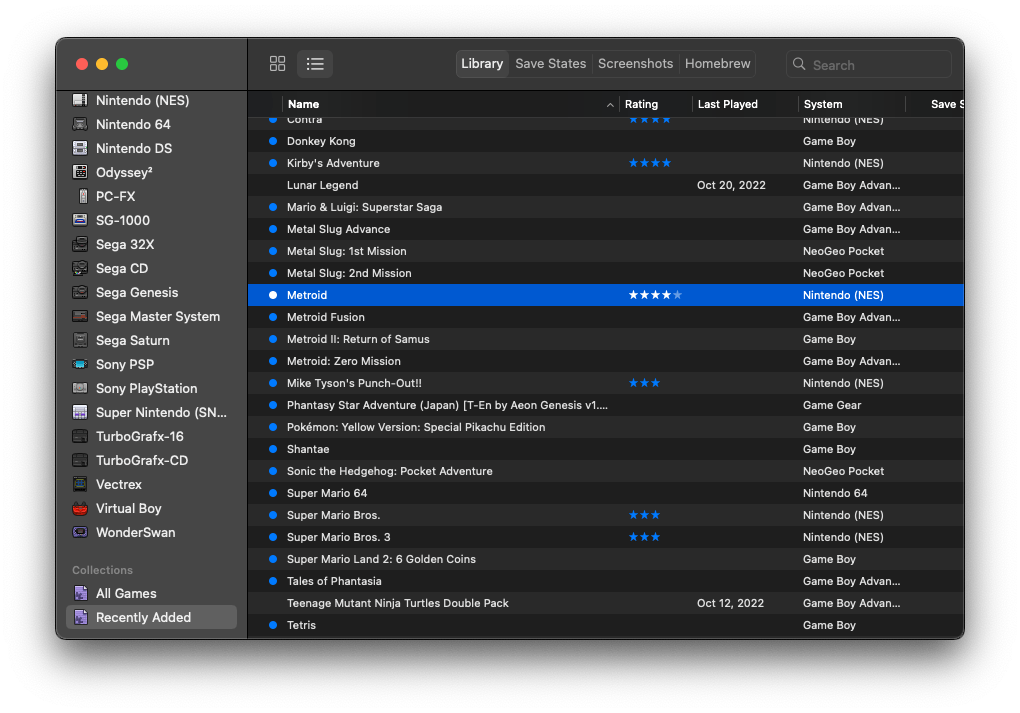 Library Save States Screenshots Homebrew Search
Nintendo (NES)
Nintendo 64
Nintendo DS
Odyssey²
PC-FX
SG-1000
Sega 32X
Sega CD
Sega Genesis
Sega Master System
Sega Saturn
Sony PSP
Sony PlayStation
Super Nintendo (SN...
TurboGrafx-16
TurboGrafx-CD
Vectrex
Virtual Boy
WonderSwan
Collections
All Games
Recently Added
Name Rating Last Played System Save S
Contra ★★★★ Nintendo (NES)
Donkey Kong Game Boy
Kirby's Adventure ★★★★ Nintendo (NES)
Lunar Legend Oct 20, 2022 Game Boy Advan...
Mario & Luigi: Superstar Saga Game Boy Advan...
Metal Slug Advance Game Boy Advan...
Metal Slug: 1st Mission NeoGeo Pocket
Metal Slug: 2nd Mission NeoGeo Pocket
Metroid ★★★★★ Nintendo (NES)
Metroid Fusion Game Boy Advan...
Metroid II: Return of Samus Game Boy
Metroid: Zero Mission Game Boy Advan...
Mike Tyson's Punch-Out!! ★★★ Nintendo (NES)
Phantasy Star Adventure (Japan) [T-En by Aeon Genesis v1.... Game Gear
Pokémon: Yellow Version: Special Pikachu Edition Game Boy
Shantae Game Boy
Sonic the Hedgehog: Pocket Adventure NeoGeo Pocket
Super Mario 64 Nintendo 64
Super Mario Bros. ★★★ Nintendo (NES)
Super Mario Bros. 3 ★★★ Nintendo (NES)
Super Mario Land 2: 6 Golden Coins Game Boy
Tales of Phantasia Game Boy Advan...
Teenage Mutant Ninja Turtles Double Pack Oct 12, 2022 Game Boy Advan...
Tetris Game Boy